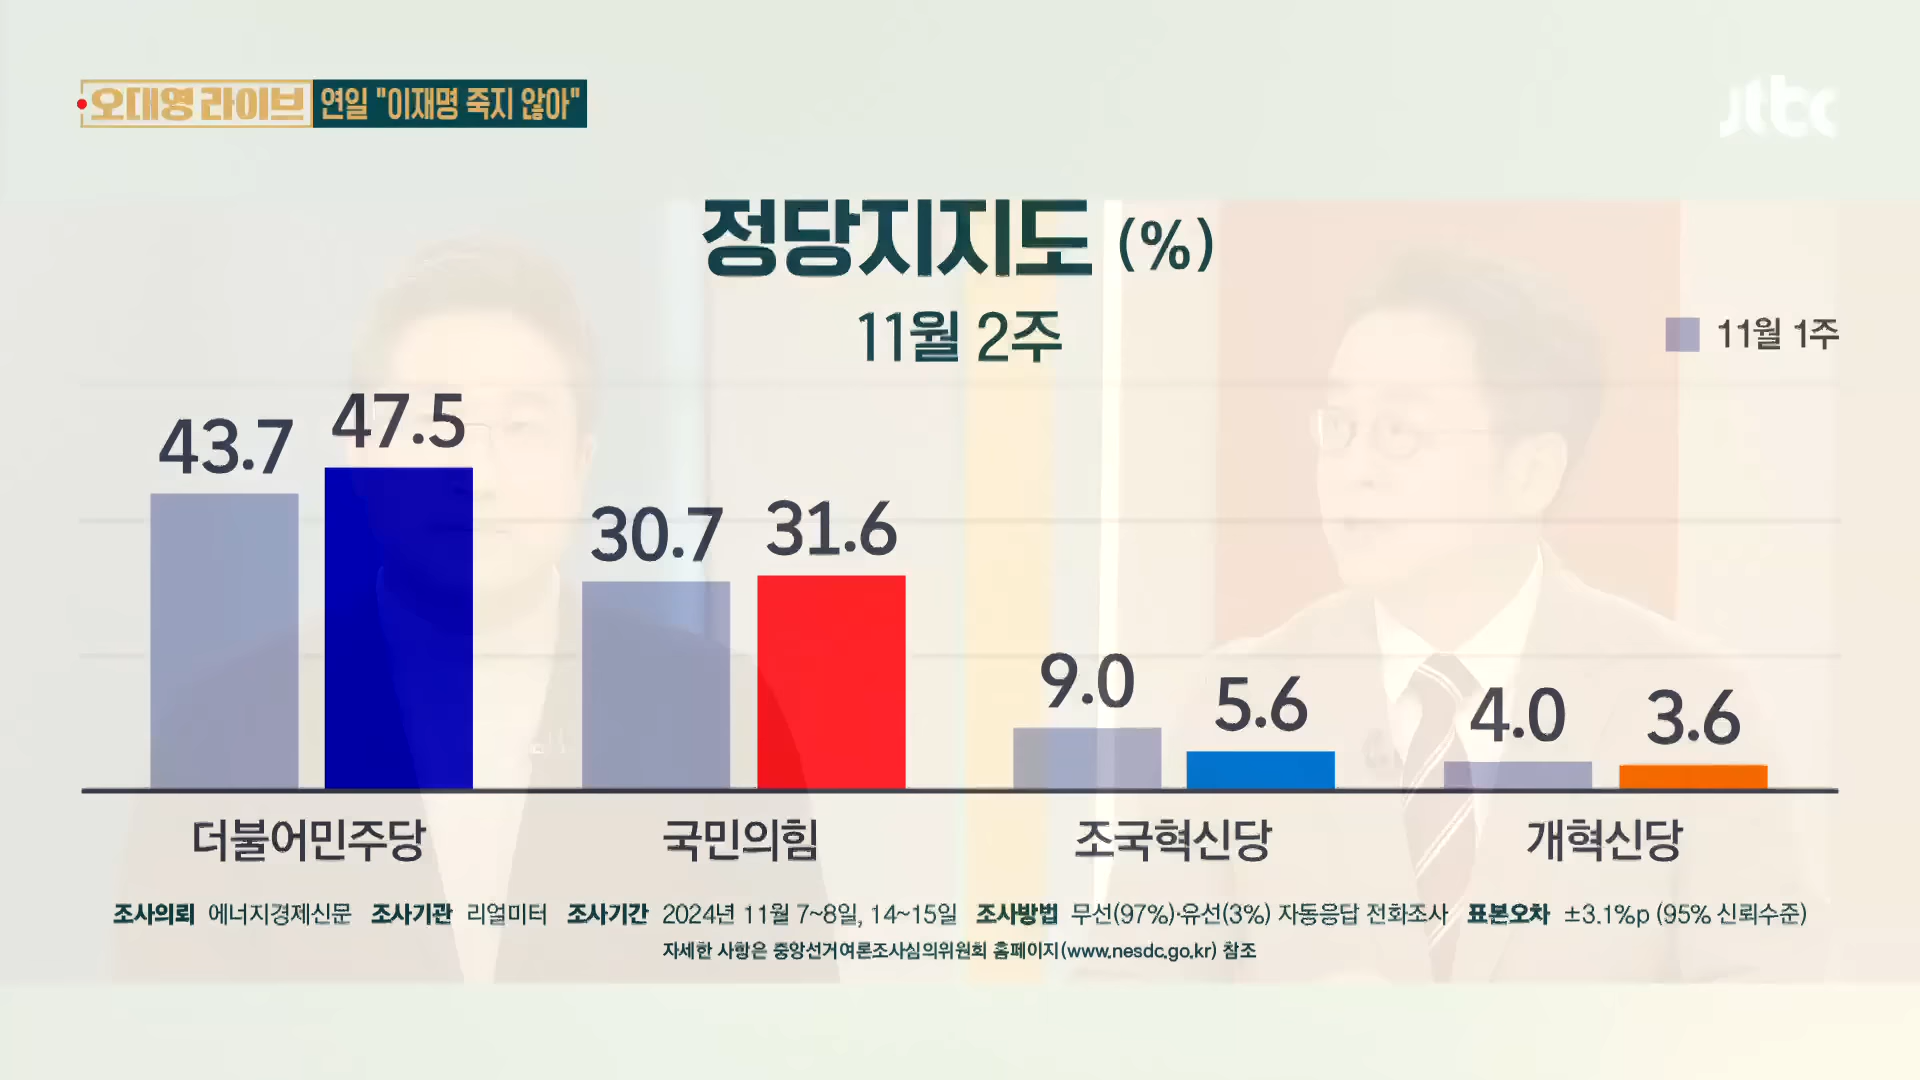 오대영 라이브 연일 "이재명 죽지 않아"
jtbc
정당지지도 (%)
11월 2주
11월 1주
43.7 47.5 30.7 31.6 9.0 5.6 4.0 3.6
더불어민주당 국민의힘 조국혁신당 개혁신당
조사의뢰 에너지경제신문 조사기관 리얼미터 조사기간 2024년 11월 7~8일, 14~15일 조사방법 무선(97%)·유선(3%) 자동응답 전화조사 표본오차 ±3.1%p (95% 신뢰수준)
자세한 사항은 중앙선거여론조사심의위원회 홈페이지(www.nesdc.go.kr) 참조